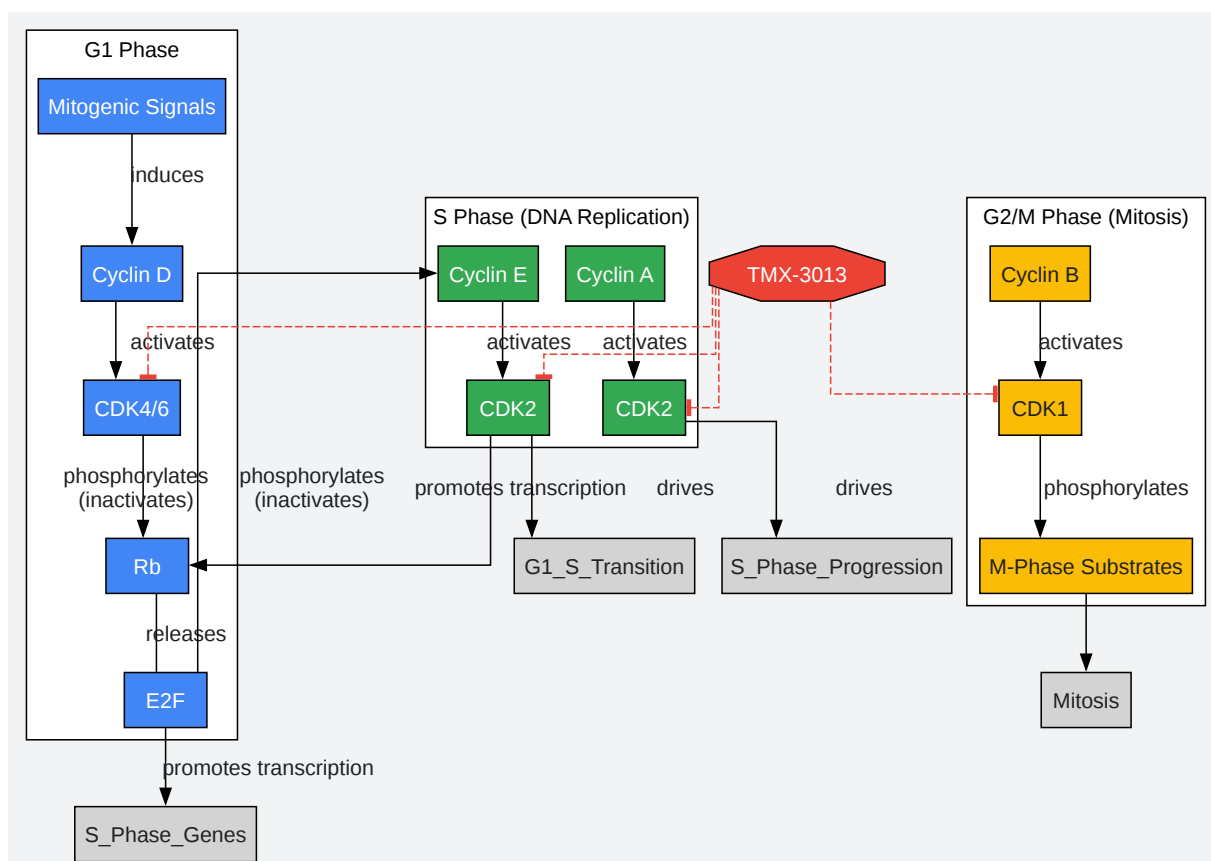 G1 Phase
Mitogenic Signals
induces
S Phase (DNA Replication)
G2/M Phase (Mitosis)
Cyclin D
Cyclin E
Cyclin A
TMX-3013
Cyclin B
activates
activates
activates
activates
CDK4/6
CDK2
CDK2
CDK1
phosphorylates
(inactivates)
phosphorylates
(inactivates)
promotes transcription
drives
drives
phosphorylates
Rb
G1_S_Transition
S_Phase_Progression
M-Phase Substrates
releases
E2F
Mitosis
promotes transcription
S_Phase_Genes